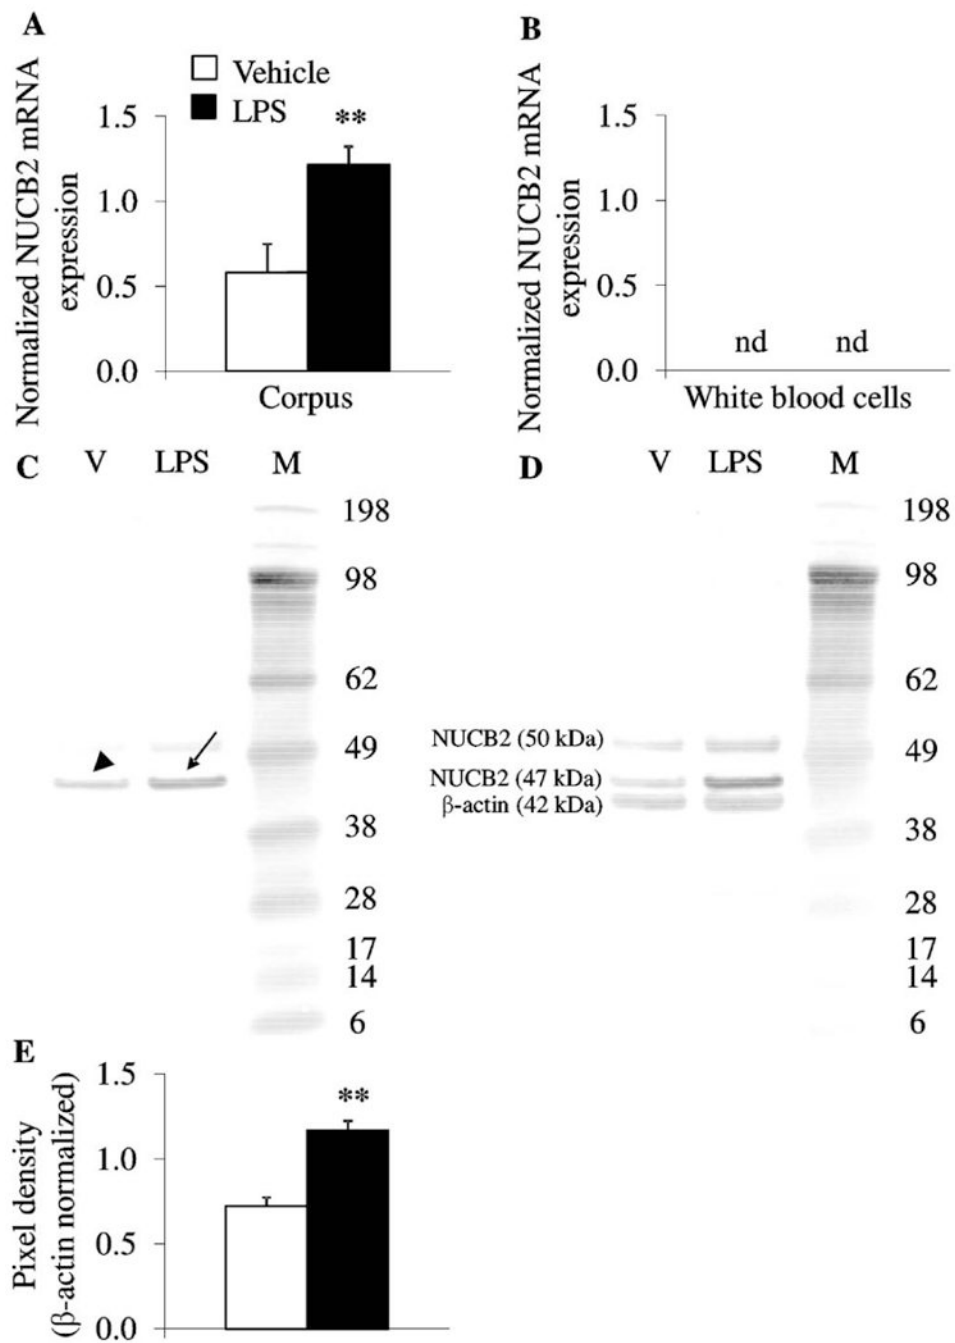 A
Normalized NUCB2 mRNA
expression
Vehicle
LPS
**
1.5
1.0
0.5
0.0
Corpus
B
Normalized NUCB2 mRNA
expression
1.5
1.0
0.5
0.0
nd nd
White blood cells
C V LPS M
198
98
62
49
38
28
17
14
6
D V LPS M
198
98
62
49
38
28
17
14
6
NUCB2 (50 kDa)
NUCB2 (47 kDa)
β-actin (42 kDa)
E
Pixel density
(β-actin normalized)
1.5
1.0
0.5
0.0
**